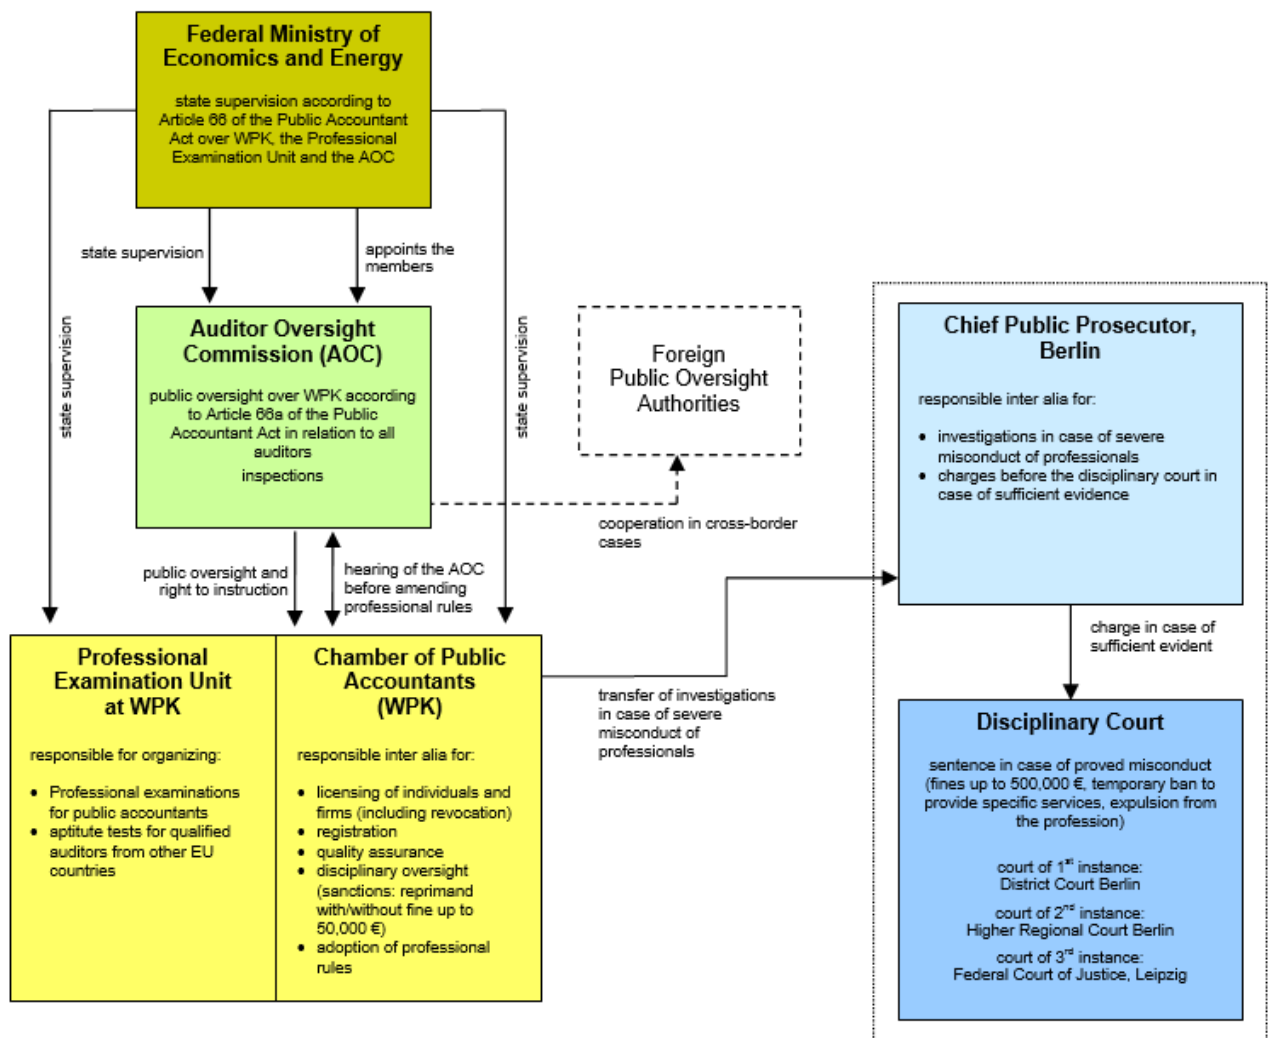 Federal Ministry of
Economics and Energy
state supervision according to
Article 66 of the Public Accountant
Act over WPK, the Professional
Examination Unit and the AOC
state supervision
appoints the
members
state supervision
state supervision
Auditor Oversight
Commission (AOC)
public oversight over WPK according
to Article 66a of the Public
Accountant Act in relation to all
auditors
inspections
Foreign
Public Oversight
Authorities
cooperation in cross-border
cases
public oversight and
right to instruction
hearing of the AOC
before amending
professional rules
Professional
Examination Unit
at WPK
responsible for organizing:
• Professional examinations
for public accountants
• aptitute tests for qualified
auditors from other EU
countries
Chamber of Public
Accountants
(WPK)
responsible inter alia for:
• licensing of individuals and
firms (including revocation)
• registration
• quality assurance
• disciplinary oversight
(sanctions: reprimand
with/without fine up to
50,000 €)
• adoption of professional
rules
transfer of investigations
in case of severe
misconduct of
professionals
Chief Public Prosecutor,
Berlin
responsible inter alia for:
• investigations in case of severe
misconduct of professionals
• charges before the disciplinary court in
case of sufficient evidence
charge in case of
sufficient evident
Disciplinary Court
sentence in case of proved misconduct
(fines up to 500,000 €, temporary ban to
provide specific services, expulsion from
the profession)
court of 1st instance:
District Court Berlin
court of 2nd instance:
Higher Regional Court Berlin
court of 3rd instance:
Federal Court of Justice, Leipzig